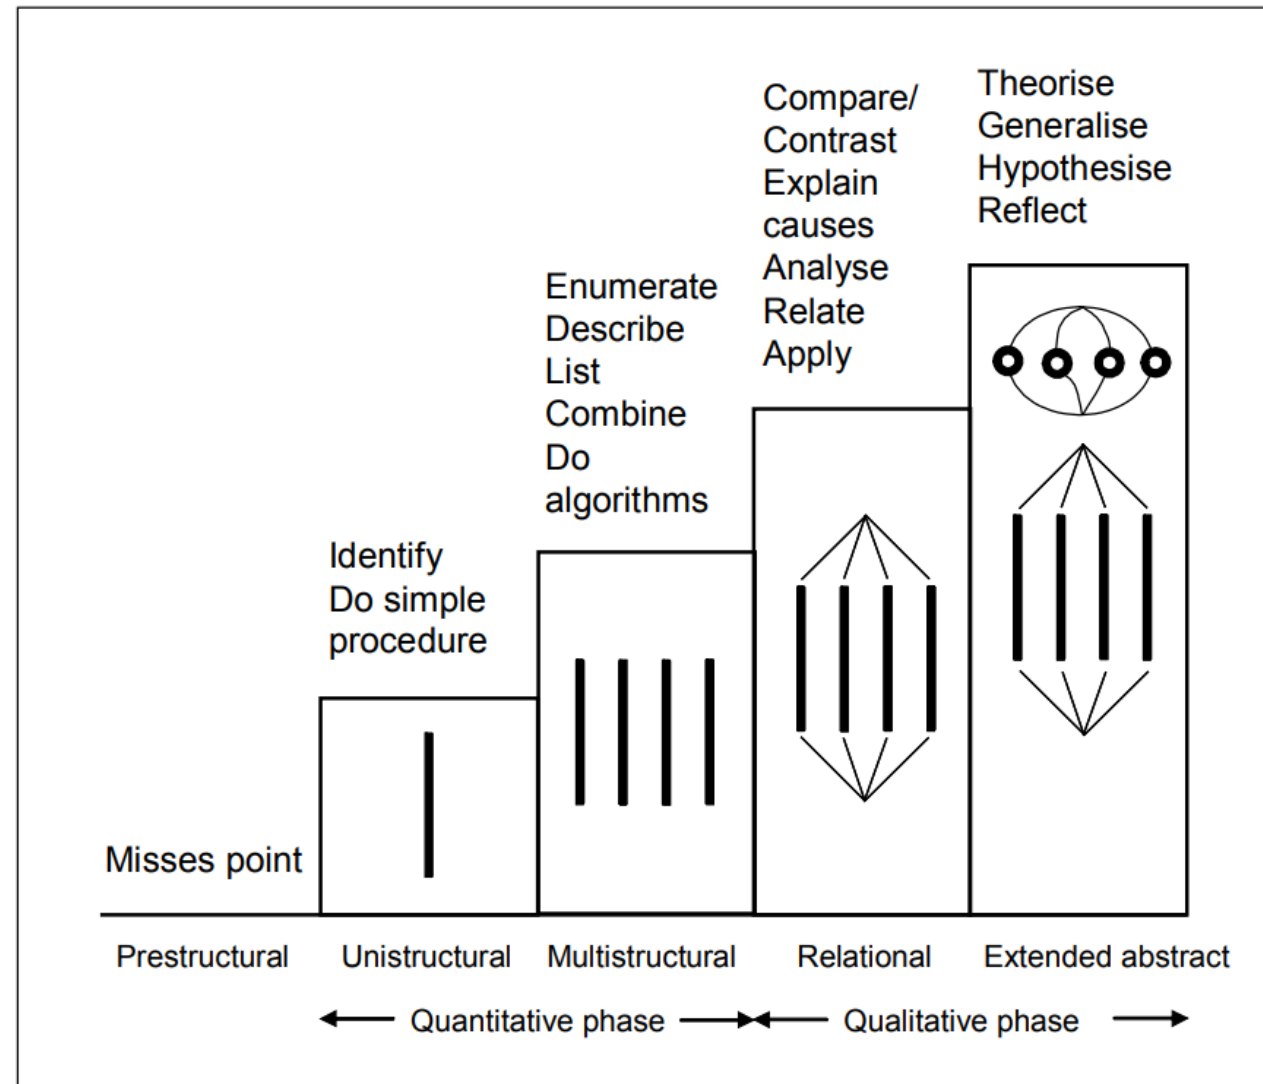 Misses point
Identify
Do simple
procedure
Enumerate
Describe
List
Combine
Do
algorithms
Compare/
Contrast
Explain
causes
Analyse
Relate
Apply
Theorise
Generalise
Hypothesise
Reflect
Prestructural
Unistructural
Multistructural
Relational
Extended abstract
Quantitative phase
Qualitative phase